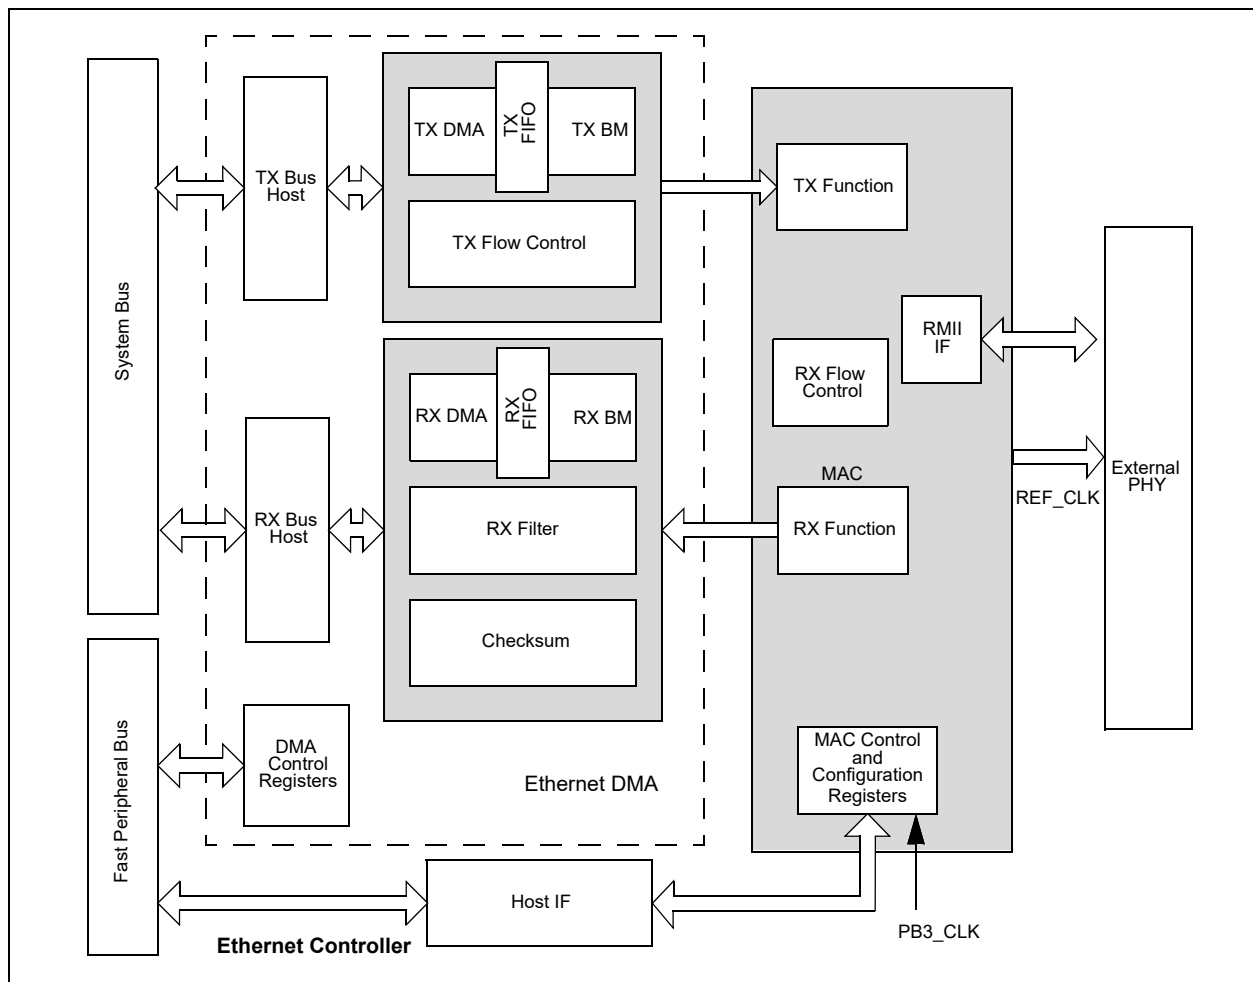 System Bus
TX Bus
Host
TX DMA
TX
FIFO
TX BM
TX Flow Control
TX Function
RMII
IF
RX Flow
Control
RX Bus
Host
RX DMA
RX
FIFO
RX BM
RX Filter
Checksum
MAC
RX Function
REF_CLK
External
PHY
Fast Peripheral Bus
DMA
Control
Registers
Ethernet DMA
MAC Control
and
Configuration
Registers
Host IF
PB3_CLK
Ethernet Controller